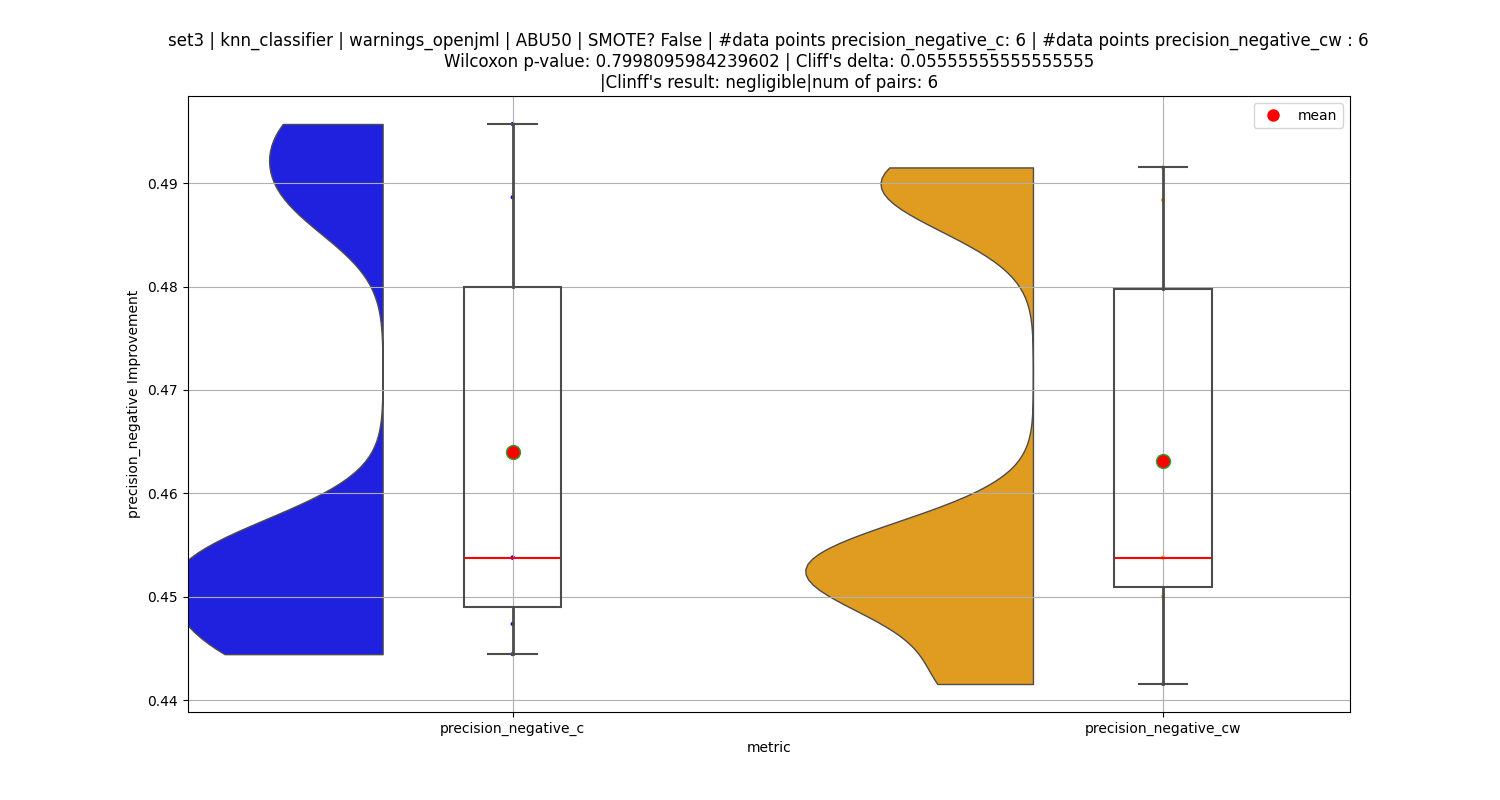 set3 | knn_classifier | warnings_openjml | ABU50 | SMOTE? False | #data points precision_negative_c: 6 | #data points precision_negative_cw : 6
Wilcoxon p-value: 0.7998095984239602 | Cliff's delta: 0.05555555555555555
|Clinff's result: negligible|num of pairs: 6
mean
0.49
0.48
0.47
0.46
0.45
0.44
precision_negative Improvement
precision_negative_c
precision_negative_cw
metric